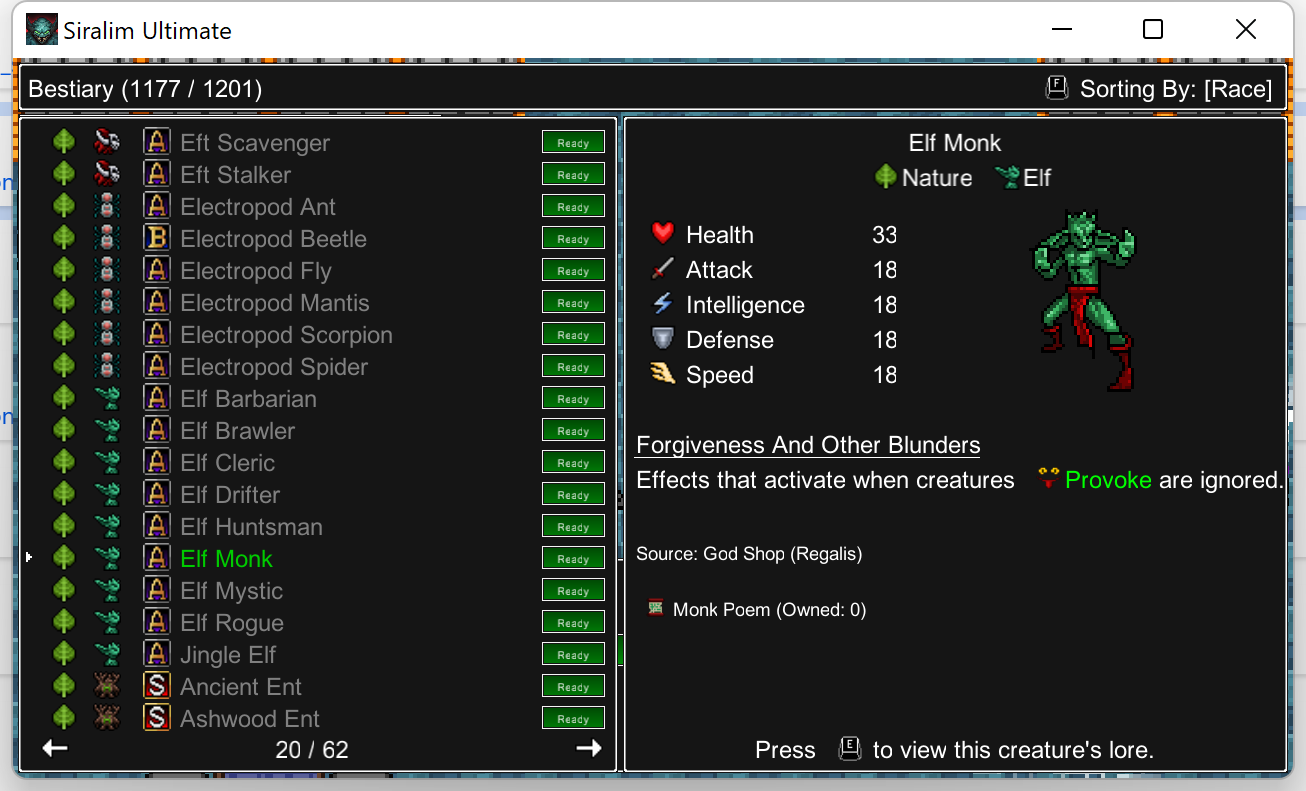 Siralim Ultimate
Bestiary (1177 / 1201)
F Sorting By: [Race]
A Eft Scavenger Ready
A Eft Stalker Ready
A Electropod Ant Ready
B Electropod Beetle Ready
A Electropod Fly Ready
A Electropod Mantis Ready
A Electropod Scorpion Ready
A Electropod Spider Ready
A Elf Barbarian Ready
A Elf Brawler Ready
A Elf Cleric Ready
A Elf Drifter Ready
A Elf Huntsman Ready
A Elf Monk Ready
A Elf Mystic Ready
A Elf Rogue Ready
A Jingle Elf Ready
S Ancient Ent Ready
S Ashwood Ent Ready
20 / 62
Elf Monk
Nature Elf
Health 33
Attack 18
Intelligence 18
Defense 18
Speed 18
Forgiveness And Other Blunders
Effects that activate when creatures Provoke are ignored.
Source: God Shop (Regalis)
Monk Poem (Owned: 0)
Press E to view this creature's lore.